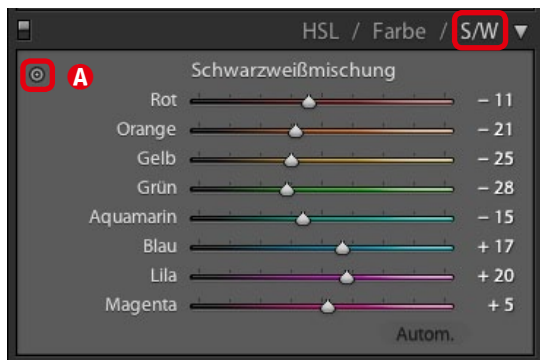 HSL / Farbe / S/W ▼
A Schwarzweißmischung
Rot – 11
Orange – 21
Gelb – 25
Grün – 28
Aquamarin – 15
Blau + 17
Lila + 20
Magenta + 5
Autom.